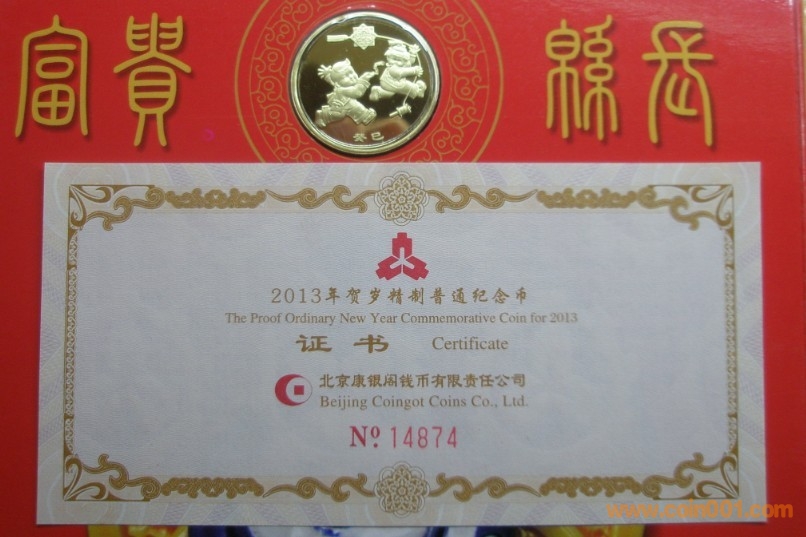 富貴 緜長
癸巳
2013年贺岁精制普通纪念币
The Proof Ordinary New Year Commemorative Coin for 2013
证书 Certificate
北京康银阁钱币有限责任公司
Beijing Coingot Coins Co., Ltd.
Nº 14874
www.coin001.com